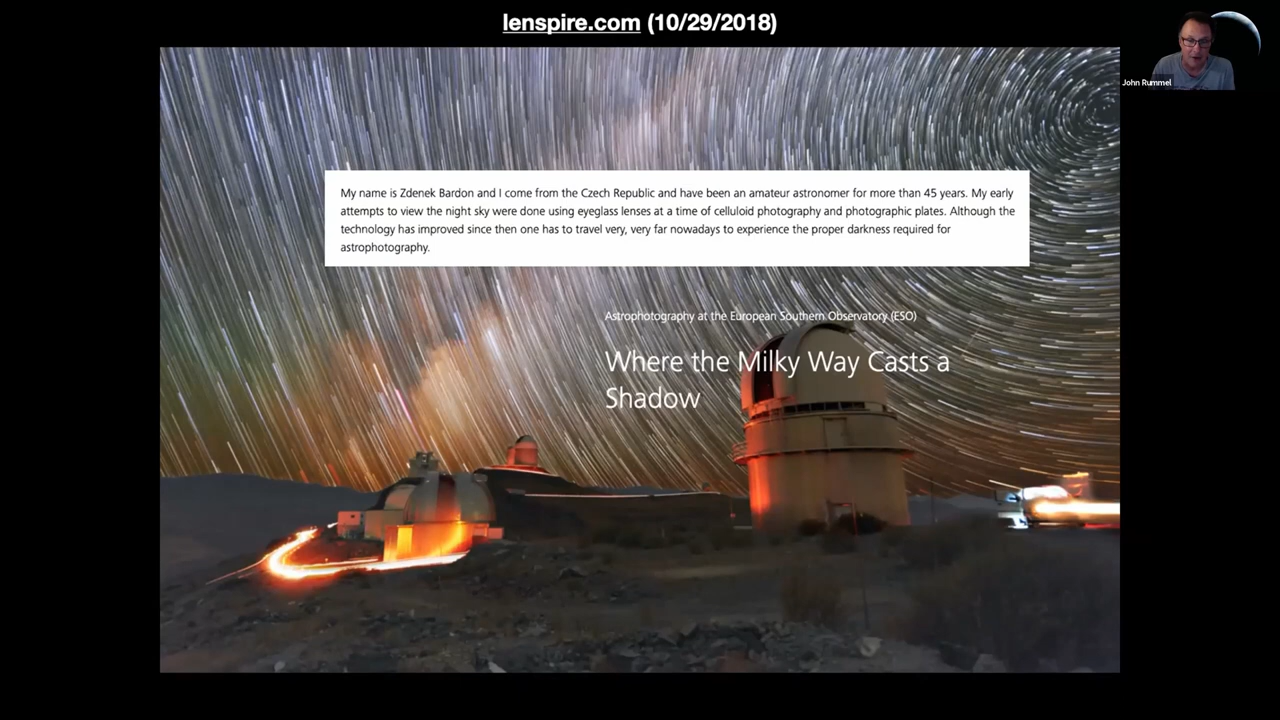 lenspire.com (10/29/2018)
John Rummel
My name is Zdenek Bardon and I come from the Czech Republic and have been an amateur astronomer for more than 45 years. My early
attempts to view the night sky were done using eyeglass lenses at a time of celluloid photography and photographic plates. Although the
technology has improved since then one has to travel very, very far nowadays to experience the proper darkness required for
astrophotography.
Astrophotography at the European Southern Observatory (ESO)
Where the Milky Way Casts a
Shadow